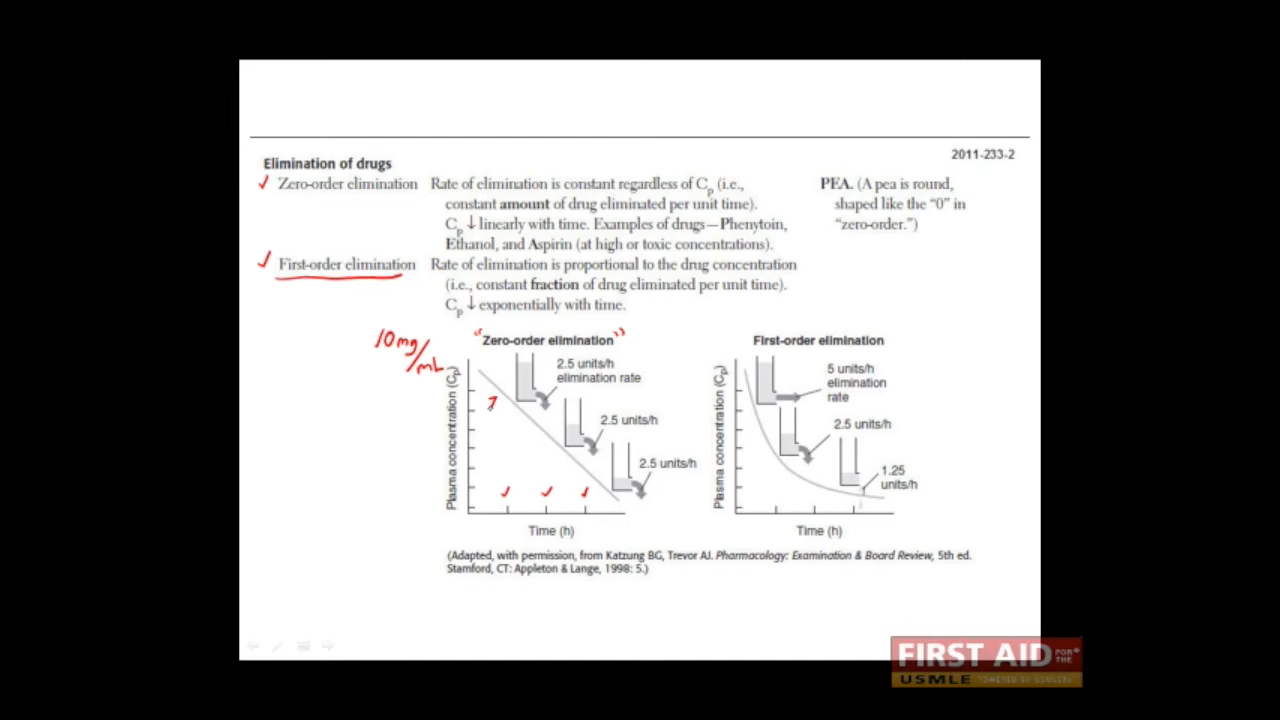 2011-233-2
Elimination of drugs
Zero-order elimination Rate of elimination is constant regardless of Cp (i.e., PEA. (A pea is round,
constant amount of drug eliminated per unit time). shaped like the “0” in
Cp ↓ linearly with time. Examples of drugs—Phenytoin, “zero-order.”)
Ethanol, and Aspirin (at high or toxic concentrations).
First-order elimination Rate of elimination is proportional to the drug concentration
(i.e., constant fraction of drug eliminated per unit time).
Cp ↓ exponentially with time.
10mg/mL
“Zero-order elimination”
2.5 units/h
elimination rate
2.5 units/h
2.5 units/h
Plasma concentration (Cp)
Time (h)
First-order elimination
5 units/h
elimination
rate
2.5 units/h
1.25
units/h
Plasma concentration (Cp)
Time (h)
(Adapted, with permission, from Katzung BG, Trevor AJ. Pharmacology: Examination & Board Review, 5th ed.
Stamford, CT: Appleton & Lange, 1998: 5.)
FIRST AID FOR THE®
USMLE POWERED BY USMLERX